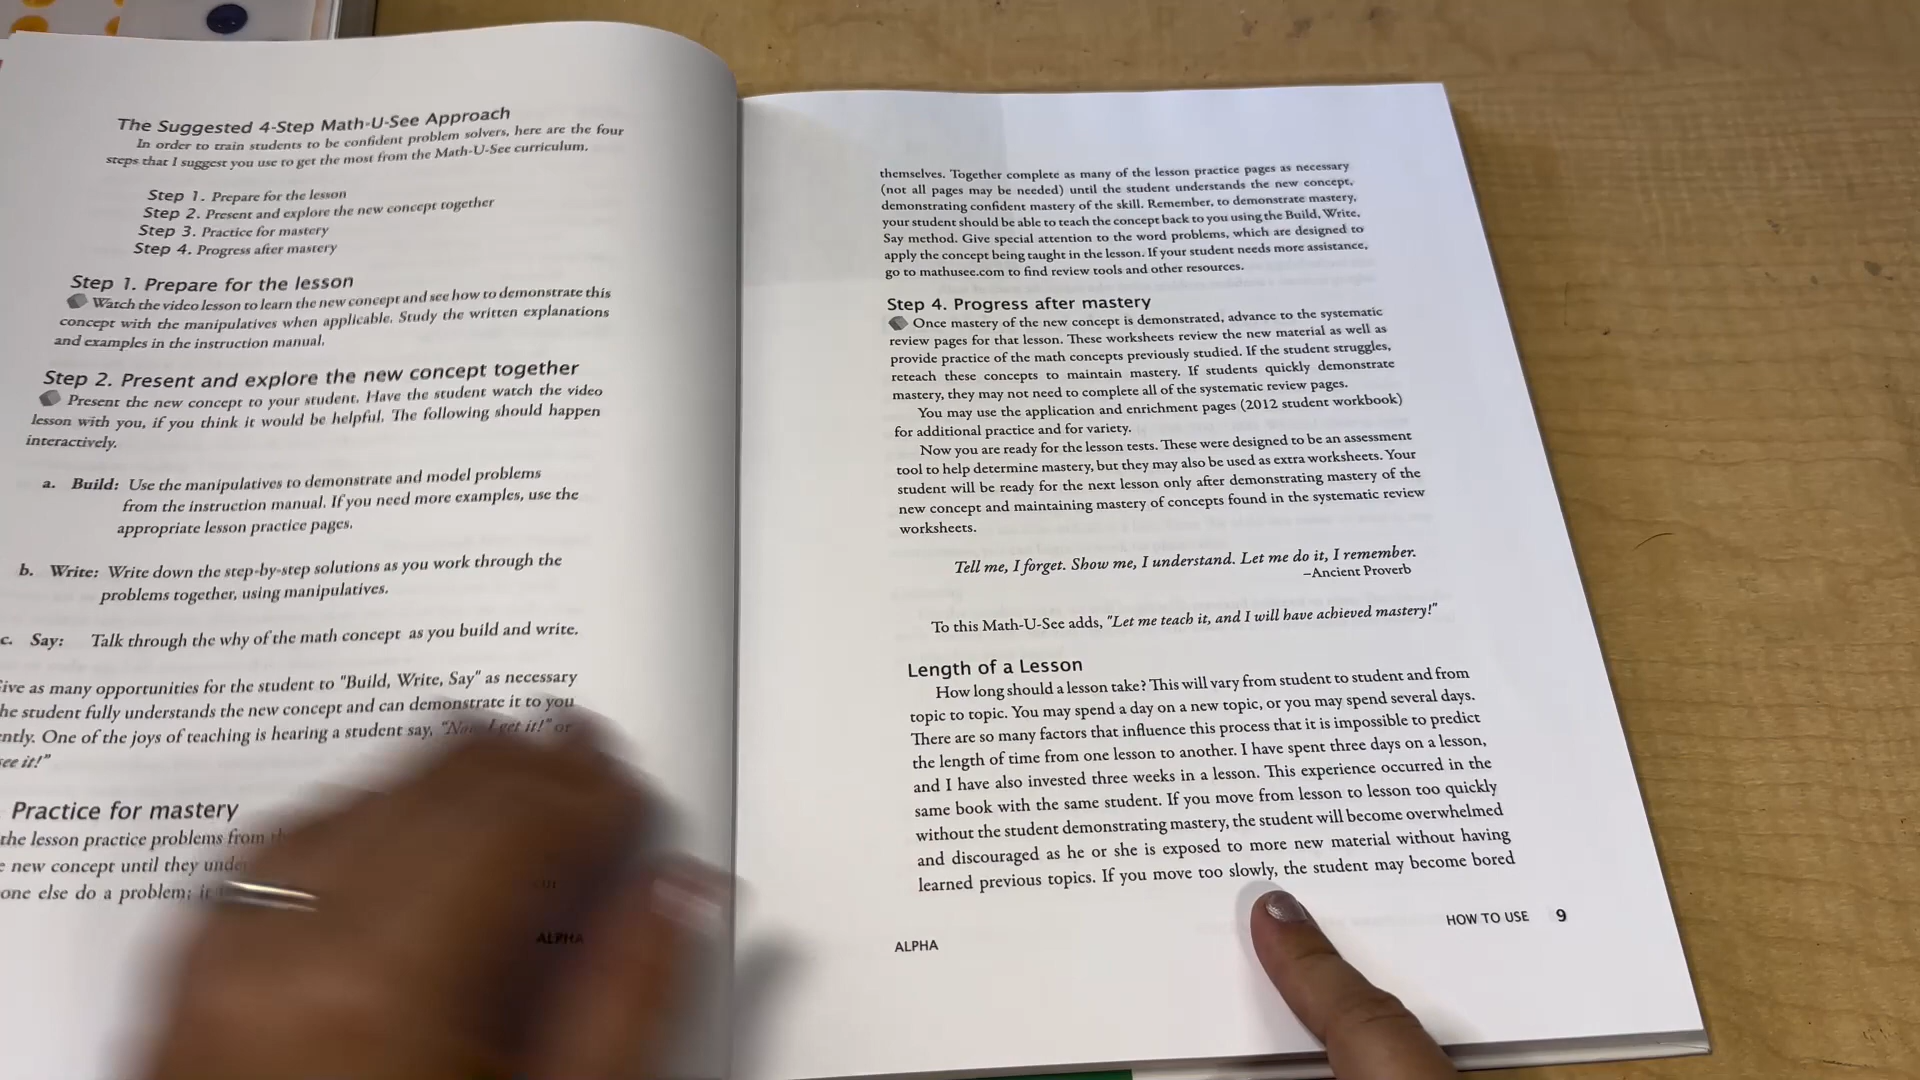 The Suggested 4-Step Math-U-See Approach
In order to train students to be confident problem solvers, here are the four
steps that I suggest you use to get the most from the Math-U-See curriculum.
Step 1. Prepare for the lesson
Step 2. Present and explore the new concept together
Step 3. Practice for mastery
Step 4. Progress after mastery
Step 1. Prepare for the lesson
Watch the video lesson to learn the new concept and see how to demonstrate this
concept with the manipulatives when applicable. Study the written explanations
and examples in the instruction manual.
Step 2. Present and explore the new concept together
Present the new concept to your student. Have the student watch the video
lesson with you, if you think it would be helpful. The following should happen
interactively.
a. Build: Use the manipulatives to demonstrate and model problems
from the instruction manual. If you need more examples, use the
appropriate lesson practice pages.
b. Write: Write down the step-by-step solutions as you work through the
problems together, using manipulatives.
c. Say: Talk through the why of the math concept as you build and write.
as many opportunities for the student to "Build, Write, Say" as necessary
student fully understands the new concept and can demonstrate it to you
One of the joys of teaching is hearing a student say, "Now I get it!" or
see it!"
Practice for mastery
the lesson practice problems from
new concept until they
one else do a problem;
ALPHA
themselves. Together complete as many of the lesson practice pages as necessary
(not all pages may be needed) until the student understands the new concept,
demonstrating confident mastery of the skill. Remember, to demonstrate mastery,
your student should be able to teach the concept back to you using the Build, Write,
Say method. Give special attention to the word problems, which are designed to
apply the concept being taught in the lesson. If your student needs more assistance,
go to mathusee.com to find review tools and other resources.
Step 4. Progress after mastery
Once mastery of the new concept is demonstrated, advance to the systematic
review pages for that lesson. These worksheets review the new material as well as
provide practice of the math concepts previously studied. If the student struggles,
reteach these concepts to maintain mastery. If students quickly demonstrate
mastery, they may not need to complete all of the systematic review pages.
You may use the application and enrichment pages (2012 student workbook)
for additional practice and for variety.
Now you are ready for the lesson tests. These were designed to be an assessment
tool to help determine mastery, but they may also be used as extra worksheets. Your
student will be ready for the next lesson only after demonstrating mastery of the
new concept and maintaining mastery of concepts found in the systematic review
worksheets.
Tell me, I forget. Show me, I understand. Let me do it, I remember.
–Ancient Proverb
To this Math-U-See adds, "Let me teach it, and I will have achieved mastery!"
Length of a Lesson
How long should a lesson take? This will vary from student to student and from
topic to topic. You may spend a day on a new topic, or you may spend several days.
There are so many factors that influence this process that it is impossible to predict
the length of time from one lesson to another. I have spent three days on a lesson,
and I have also invested three weeks in a lesson. This experience occurred in the
same book with the same student. If you move from lesson to lesson too quickly
without the student demonstrating mastery, the student will become overwhelmed
and discouraged as he or she is exposed to more new material without having
learned previous topics. If you move too slowly, the student may become bored
ALPHA
HOW TO USE 9